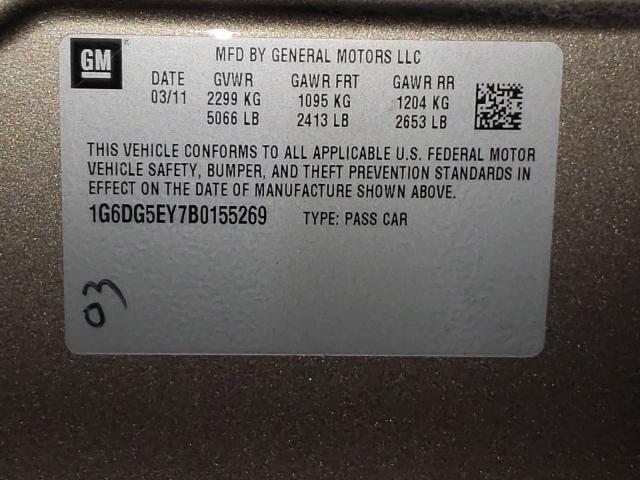 GM
MFD BY GENERAL MOTORS LLC
DATE GVWR GAWR FRT GAWR RR
03/11 2299 KG 1095 KG 1204 KG
5066 LB 2413 LB 2653 LB
THIS VEHICLE CONFORMS TO ALL APPLICABLE U.S. FEDERAL MOTOR
VEHICLE SAFETY, BUMPER, AND THEFT PREVENTION STANDARDS IN
EFFECT ON THE DATE OF MANUFACTURE SHOWN ABOVE.
1G6DG5EY7B0155269 TYPE: PASS CAR
03